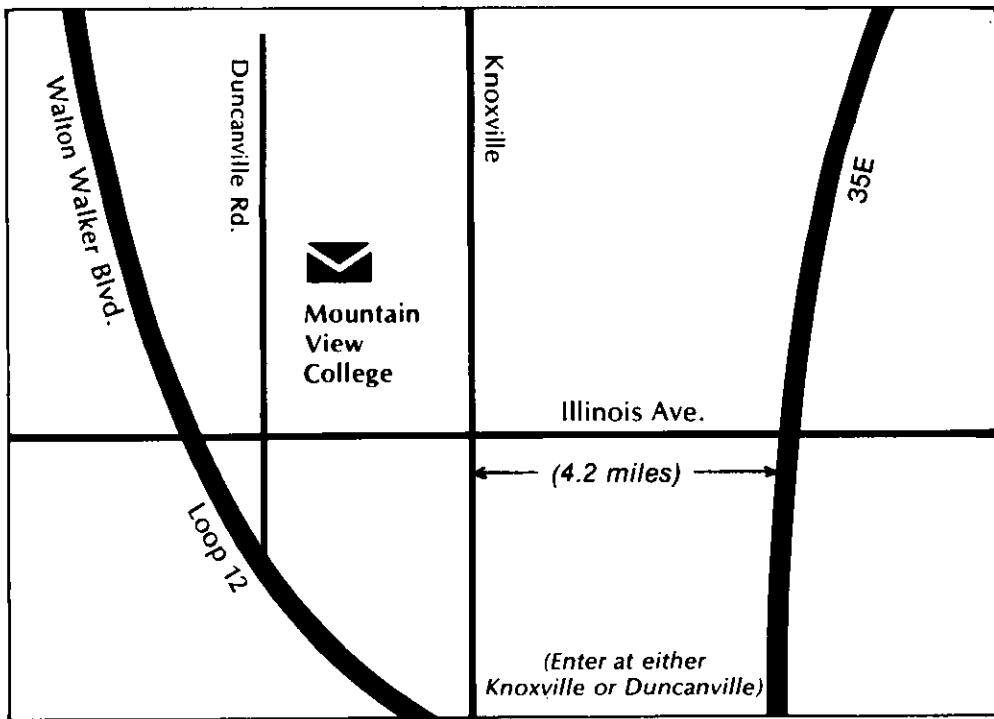 Walton Walker Blvd.
Duncanville Rd.
Knoxville
35E
Mountain
View
College
Illinois Ave.
(4.2 miles)
Loop 12
(Enter at either
Knoxville or Duncanville)